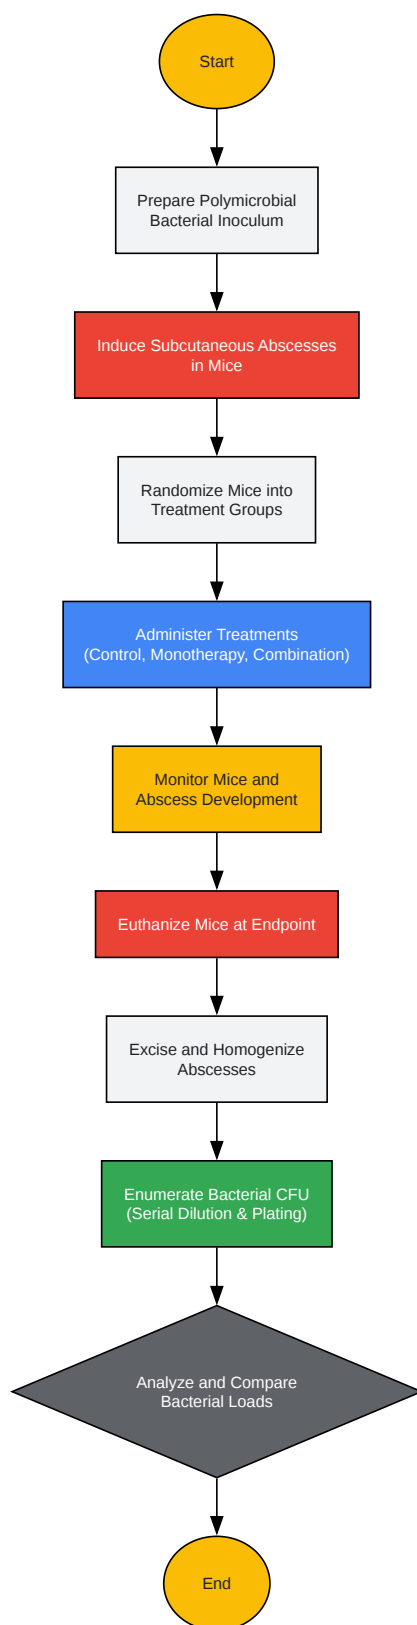 Start
Prepare Polymicrobial
Bacterial Inoculum
Induce Subcutaneous Abscesses
in Mice
Randomize Mice into
Treatment Groups
Administer Treatments
(Control, Monotherapy, Combination)
Monitor Mice and
Abscess Development
Euthanize Mice at Endpoint
Excise and Homogenize
Abscesses
Enumerate Bacterial CFU
(Serial Dilution & Plating)
Analyze and Compare
Bacterial Loads
End